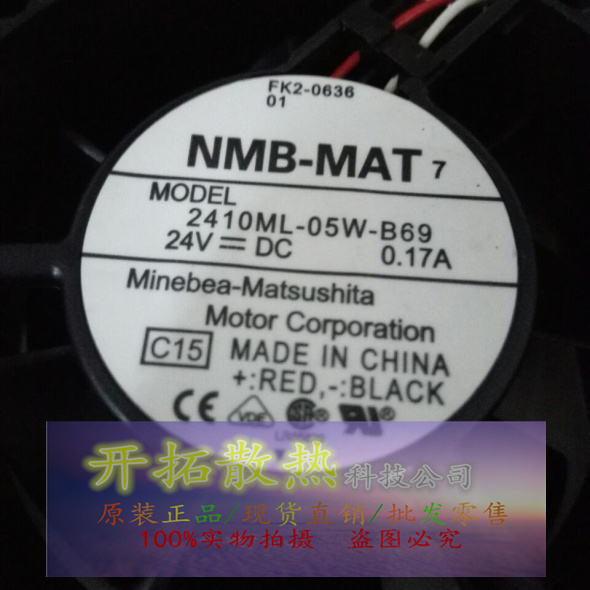 FK2-0636
01
NMB-MAT 7
MODEL
2410ML-05W-B69
24V ⎓ DC 0.17A
Minebea-Matsushita
Motor Corporation
C15 MADE IN CHINA
+:RED,-:BLACK
CE VDE
开拓散热科技公司
原装正品/现货直销/批发零售
100%实物拍摄 盗图必究